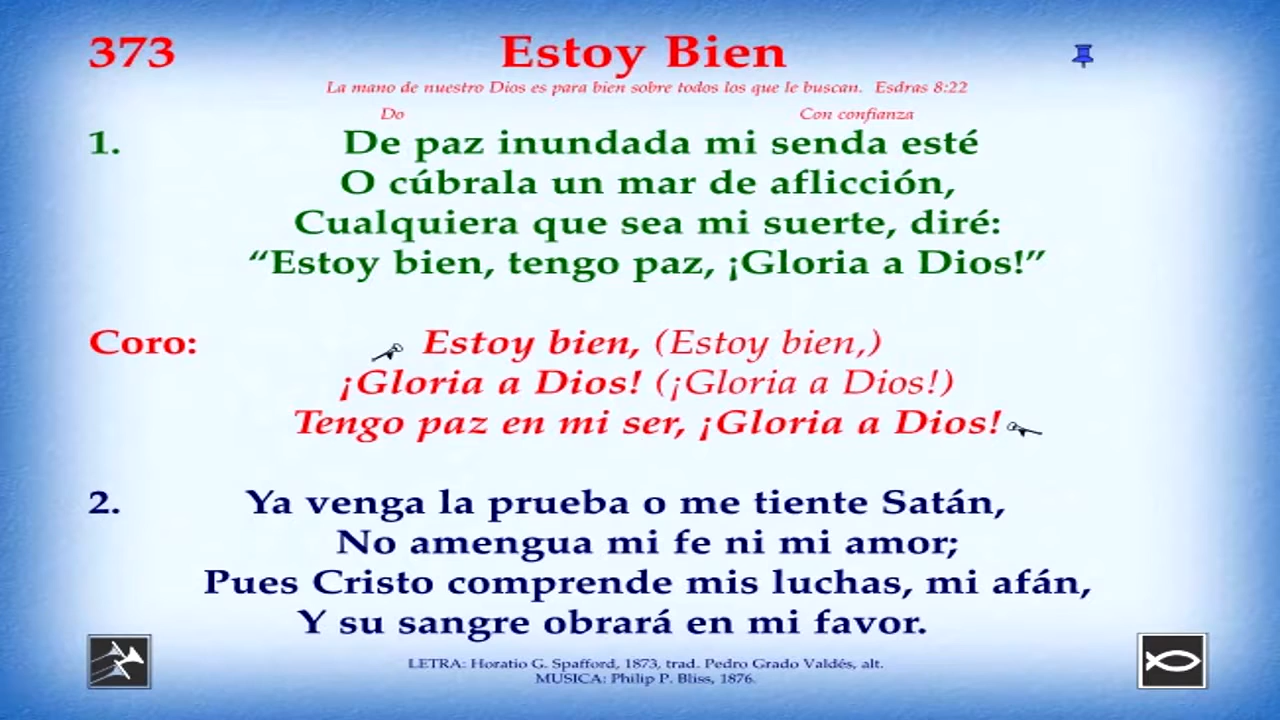 373 Estoy Bien
La mano de nuestro Dios es para bien sobre todos los que le buscan. Esdras 8:22
Do Con confianza
1. De paz inundada mi senda esté
O cúbrala un mar de aflicción,
Cualquiera que sea mi suerte, diré:
“Estoy bien, tengo paz, ¡Gloria a Dios!”
Coro: Estoy bien, (Estoy bien,)
¡Gloria a Dios! (¡Gloria a Dios!)
Tengo paz en mi ser, ¡Gloria a Dios!
2. Ya venga la prueba o me tiente Satán,
No amengua mi fe ni mi amor;
Pues Cristo comprende mis luchas, mi afán,
Y su sangre obrará en mi favor.
LETRA: Horatio G. Spafford, 1873, trad. Pedro Grado Valdés, alt.
MUSICA: Philip P. Bliss, 1876.